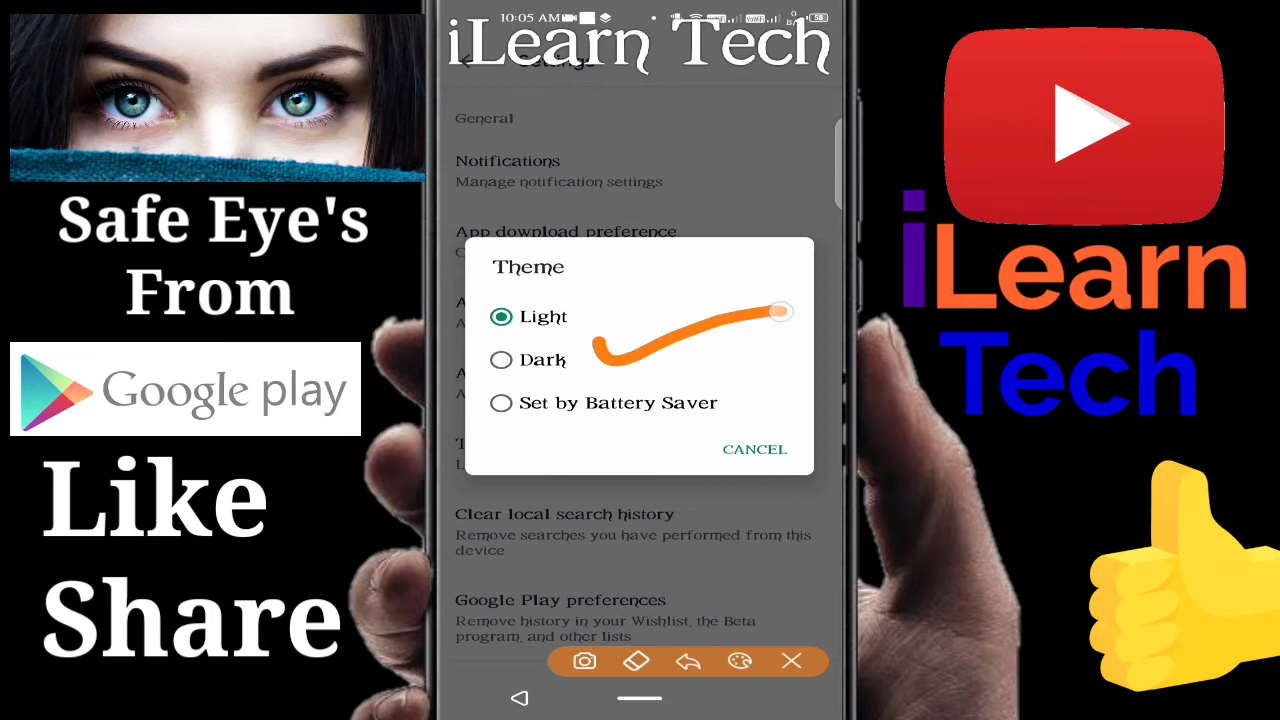 Safe Eye's
From
Google play
Like
Share
10:05 AM
50
iLearn Tech
Settings
General
Notifications
Manage notification settings
App download preference
Theme
Light
Dark
Set by Battery Saver
CANCEL
Clear local search history
Remove searches you have performed from this
device
Google Play preferences
Remove history in your Wishlist, the Beta
program, and other lists
iLearn
Tech